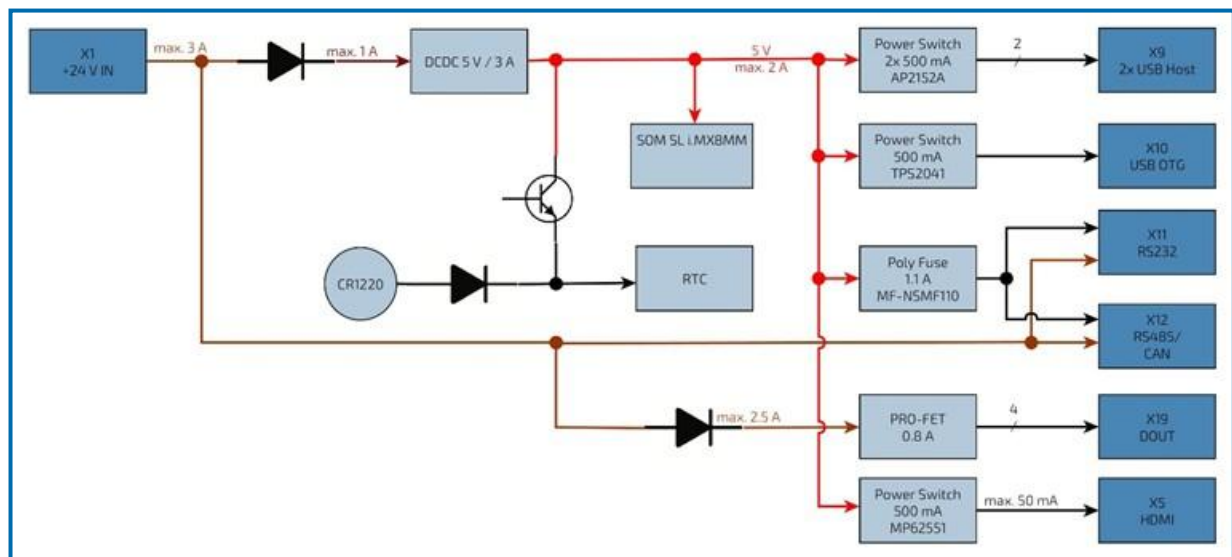 X1
+24 V IN
max. 3 A
max. 1 A
DCDC 5 V / 3 A
5 V
max. 2 A
Power Switch
2x 500 mA
AP2152A
2
X9
2x USB Host
SOM SL i.MX8MM
Power Switch
500 mA
TPS2041
X10
USB OTG
CR1220
RTC
Poly Fuse
1.1 A
MF-NSMF110
X11
RS232
X12
RS485/
CAN
max. 2.5 A
PRO-FET
0.8 A
4
X19
DOUT
Power Switch
500 mA
MP62551
max. 50 mA
X5
HDMI